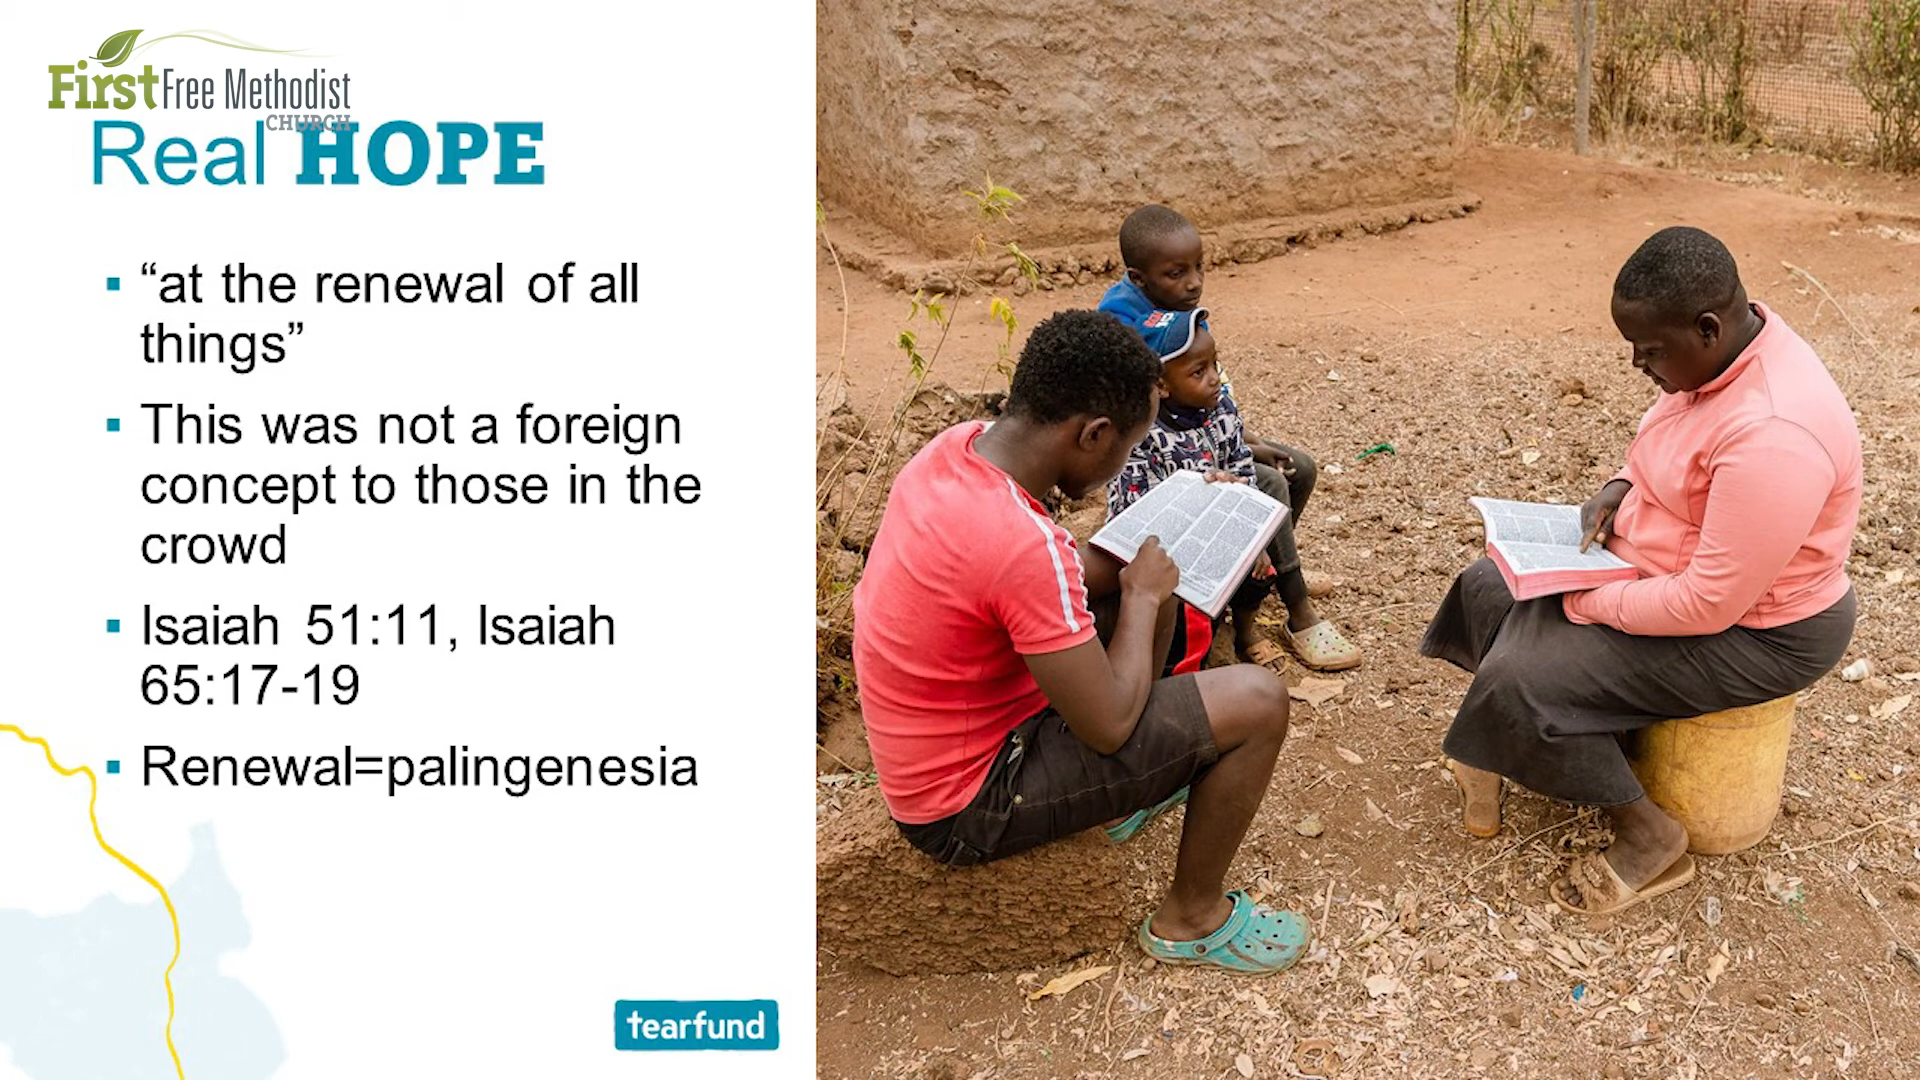 First Free Methodist
CHURCH
Real HOPE
▪ “at the renewal of all
things”
▪ This was not a foreign
concept to those in the
crowd
▪ Isaiah 51:11, Isaiah
65:17-19
▪ Renewal=palingenesia
tearfund